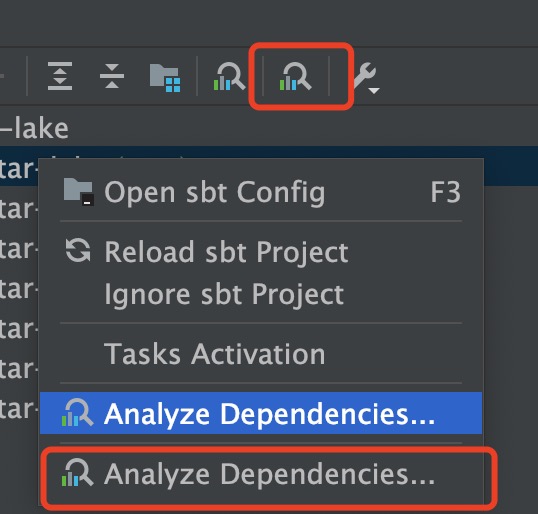 -lake
tar-
Open sbt Config F3
tar-
Reload sbt Project
tar-
Ignore sbt Project
tar-
Tasks Activation
tar-
tar-
Analyze Dependencies...
Analyze Dependencies...